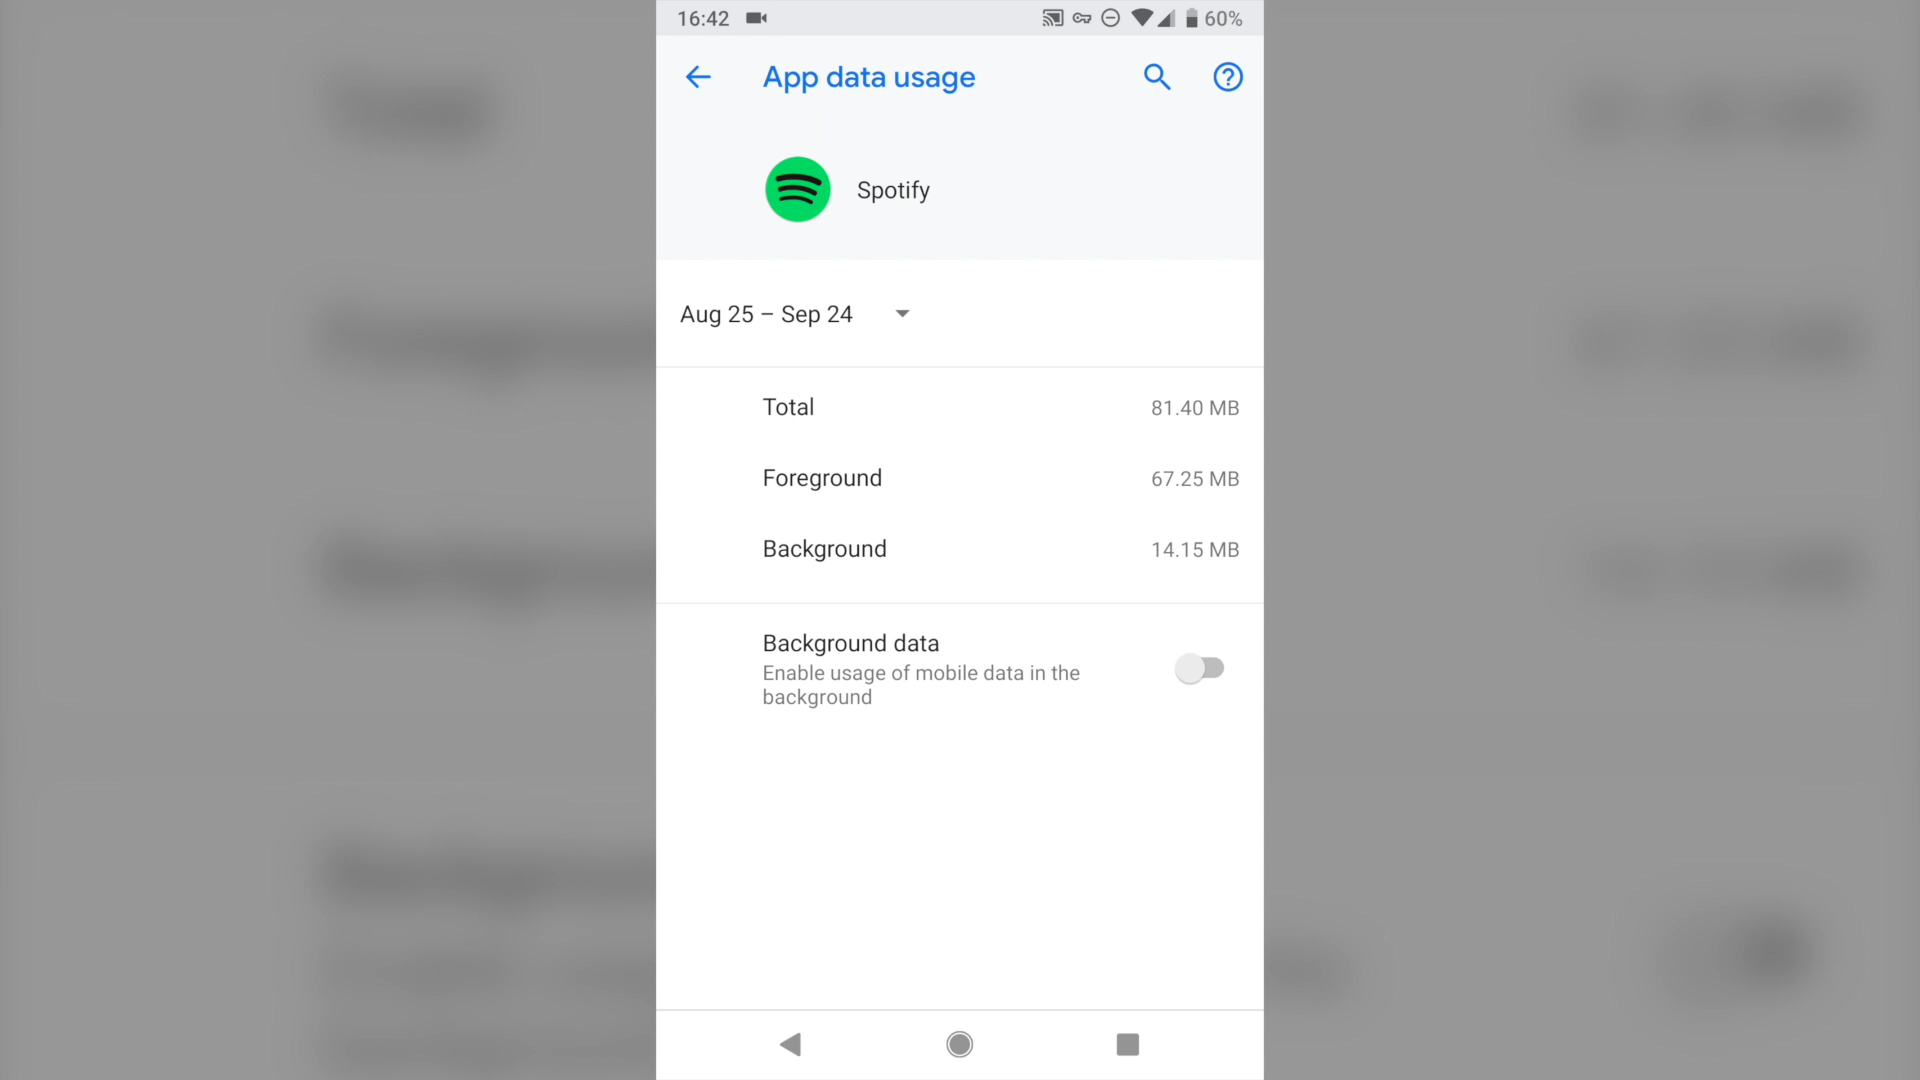 16:42 60%
App data usage
Spotify
Aug 25 – Sep 24
Total 81.40 MB
Foreground 67.25 MB
Background 14.15 MB
Background data
Enable usage of mobile data in the
background